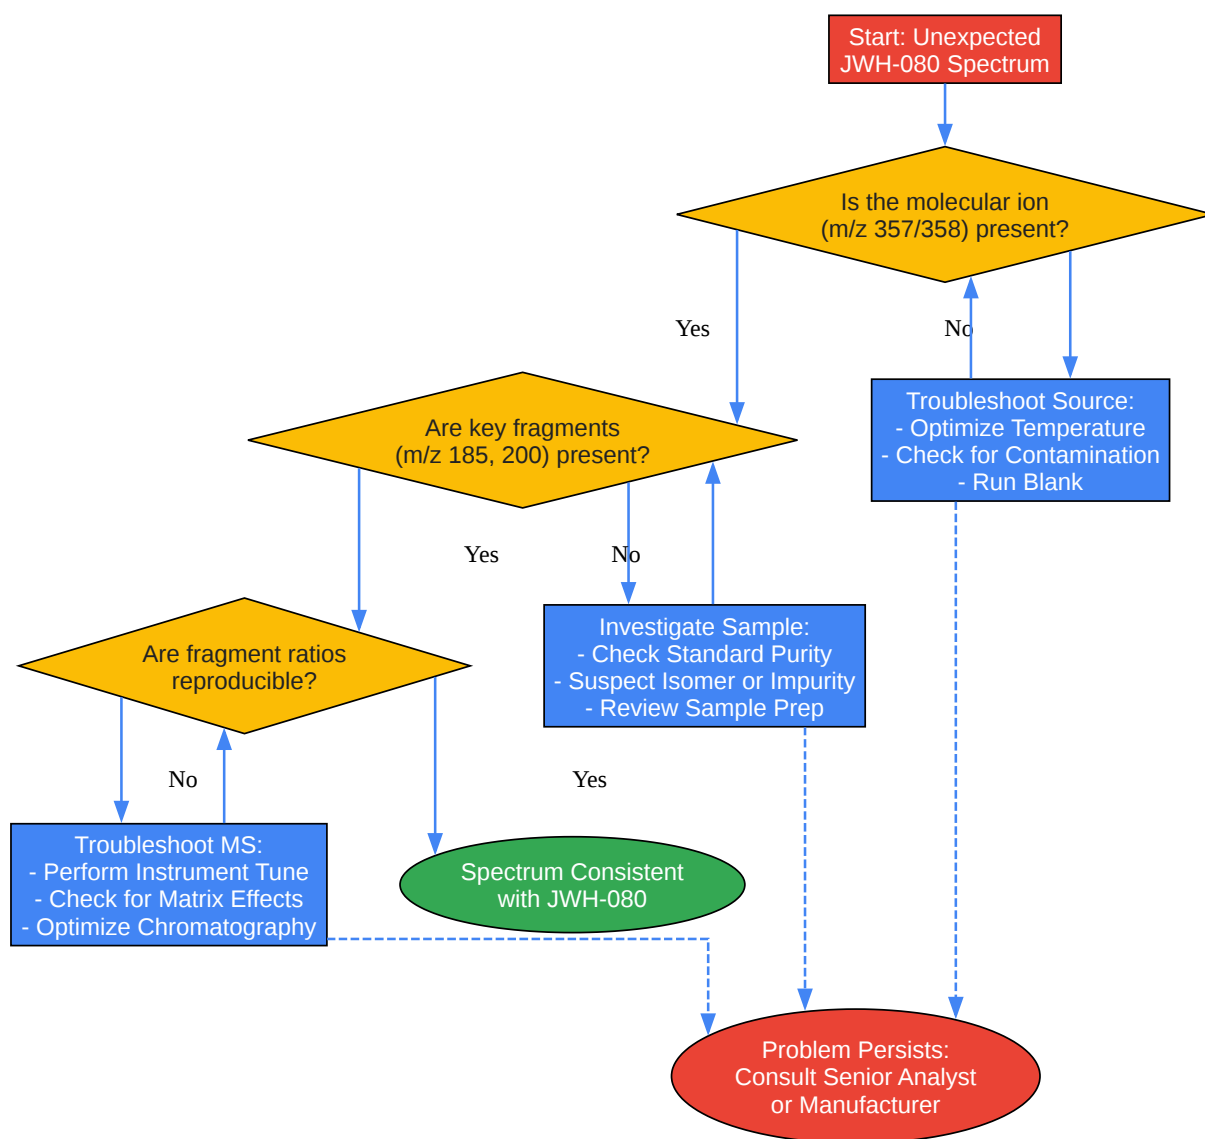 Start: Unexpected
JWH-080 Spectrum
Is the molecular ion
(m/z 357/358) present?
Yes
No
Are key fragments
(m/z 185, 200) present?
Troubleshoot Source:
- Optimize Temperature
- Check for Contamination
- Run Blank
Yes
No
Are fragment ratios
reproducible?
Investigate Sample:
- Check Standard Purity
- Suspect Isomer or Impurity
- Review Sample Prep
No
Yes
Troubleshoot MS:
- Perform Instrument Tune
- Check for Matrix Effects
- Optimize Chromatography
Spectrum Consistent
with JWH-080
Problem Persists:
Consult Senior Analyst
or Manufacturer